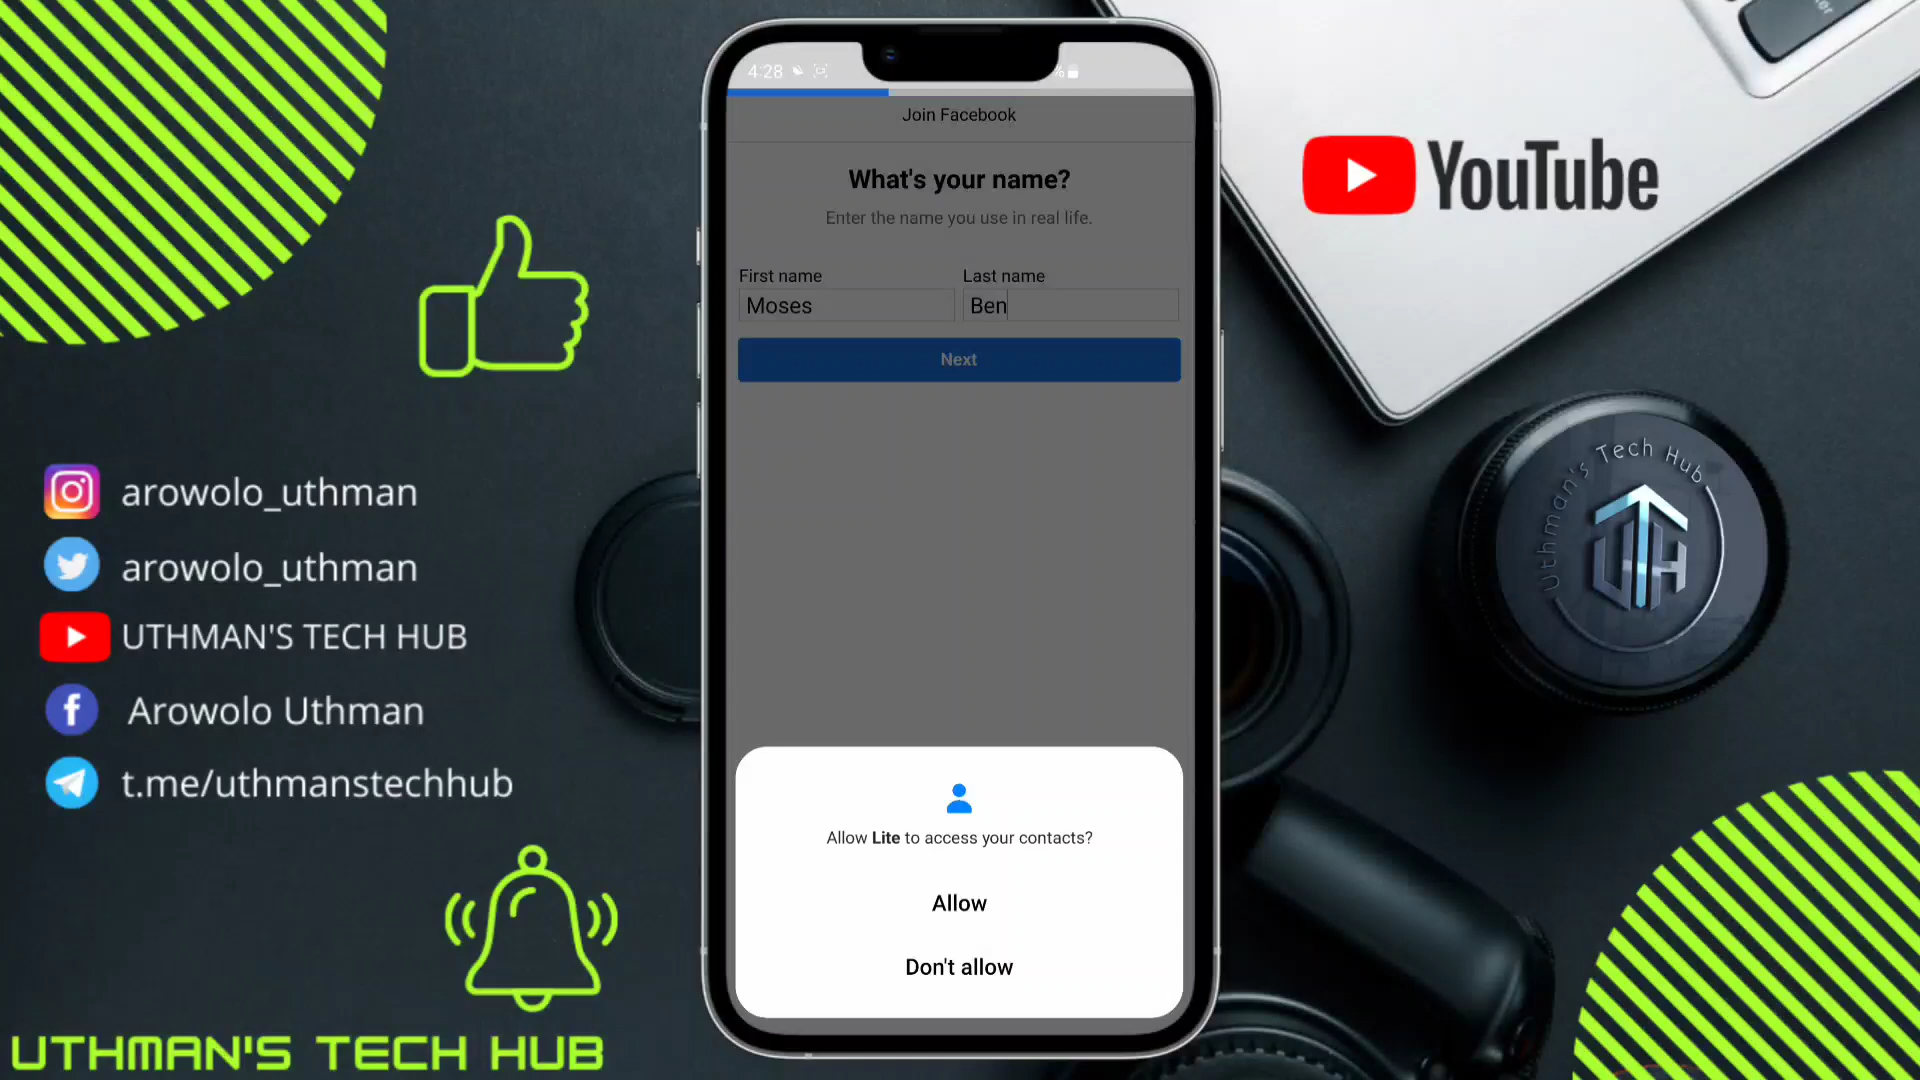 4:28
%
Join Facebook
What's your name?
Enter the name you use in real life.
First name
Last name
Moses
Ben
Next
Allow Lite to access your contacts?
Allow
Don't allow
YouTube
arowolo_uthman
arowolo_uthman
UTHMAN'S TECH HUB
Arowolo Uthman
t.me/uthmanstechhub
UTHMAN'S TECH HUB
Uthman's Tech Hub
UTH